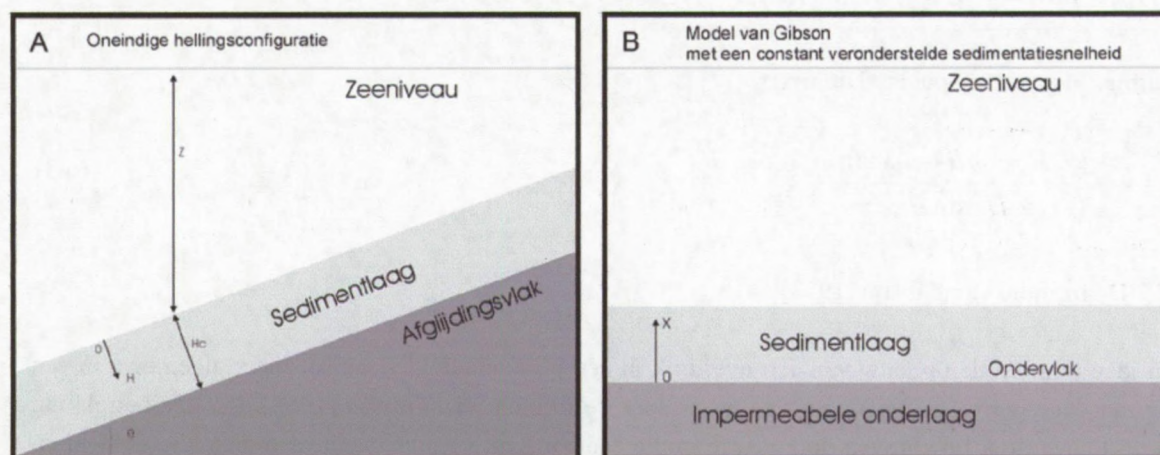 A
Oneindige hellingsconfiguratie
Zeeniveau
Z
Sedimentlaag
Afglijdingsvlak
Hc
0
H
θ
B
Model van Gibson
met een constant veronderstelde sedimentatiesnelheid
Zeeniveau
X
Sedimentlaag
Ondervlak
0
Impermeabele onderlaag